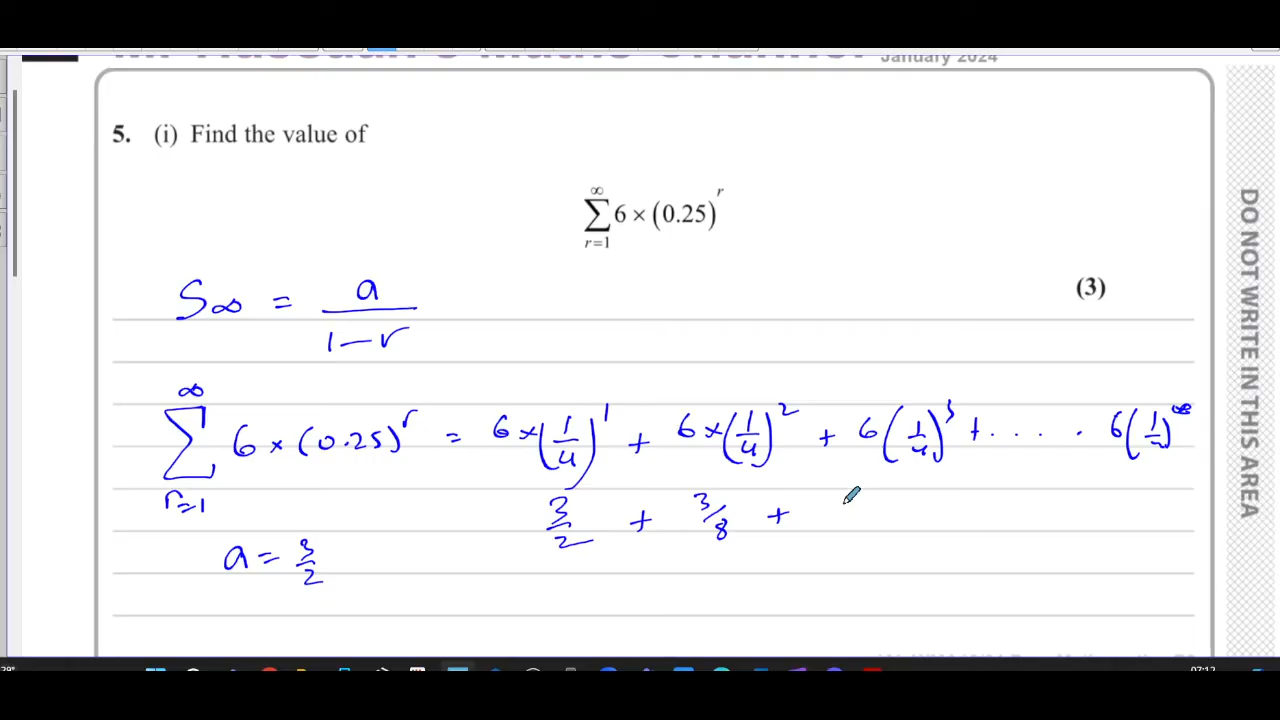 January 2024
5. (i) Find the value of
∞
∑ 6 × (0.25)^r
r=1
(3)
S∞ = a / 1 − r
∞
∑ 6 × (0.25)^r = 6×(1/4)^1 + 6×(1/4)^2 + 6(1/4)^3 + . . . . . 6(1/4)^∞
r=1
3/2 + 3/8 +
a = 3/2
DO NOT WRITE IN THIS AREA
07:12